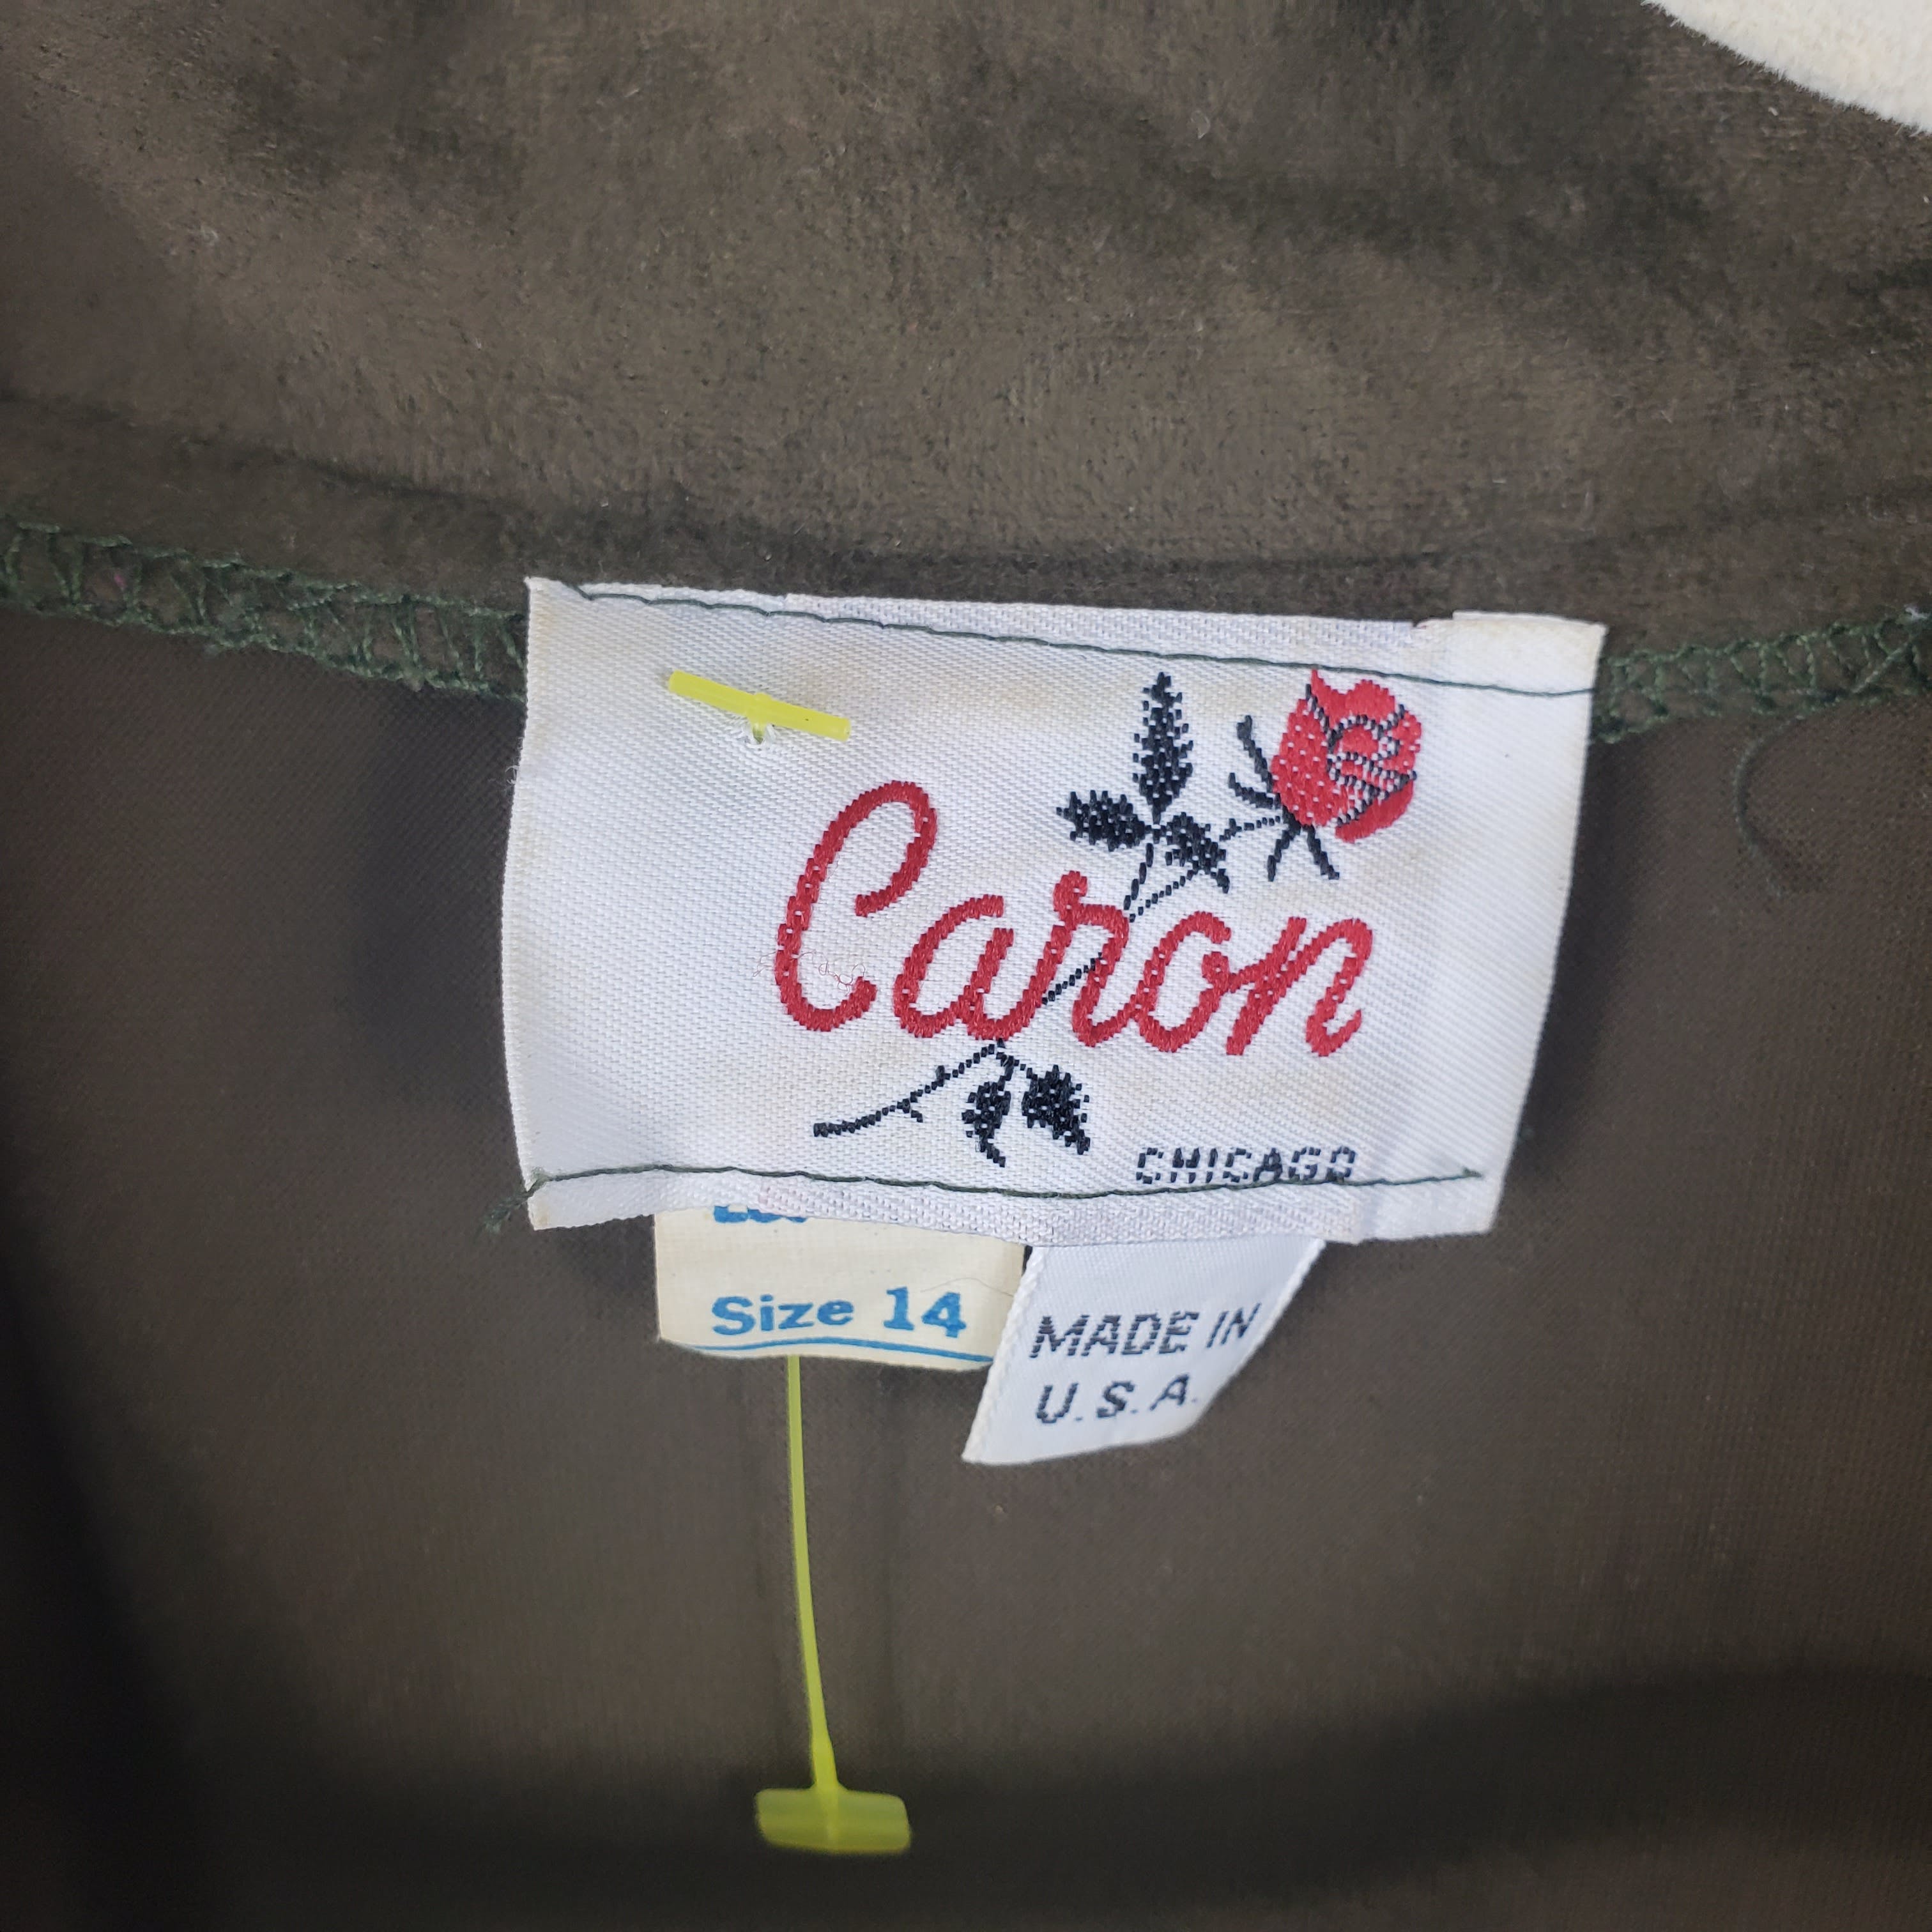 Caron
CHICAGO
Size 14
MADE IN
U.S.A.